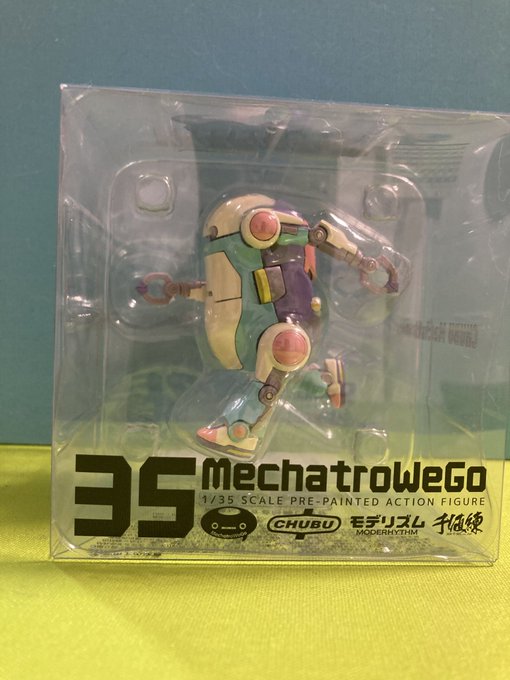 35 MechatroWeGo
1/35 SCALE PRE-PAINTED ACTION FIGURE
MechatroWeGo CHUBU モデリズム 千値練
MODERHYTHM